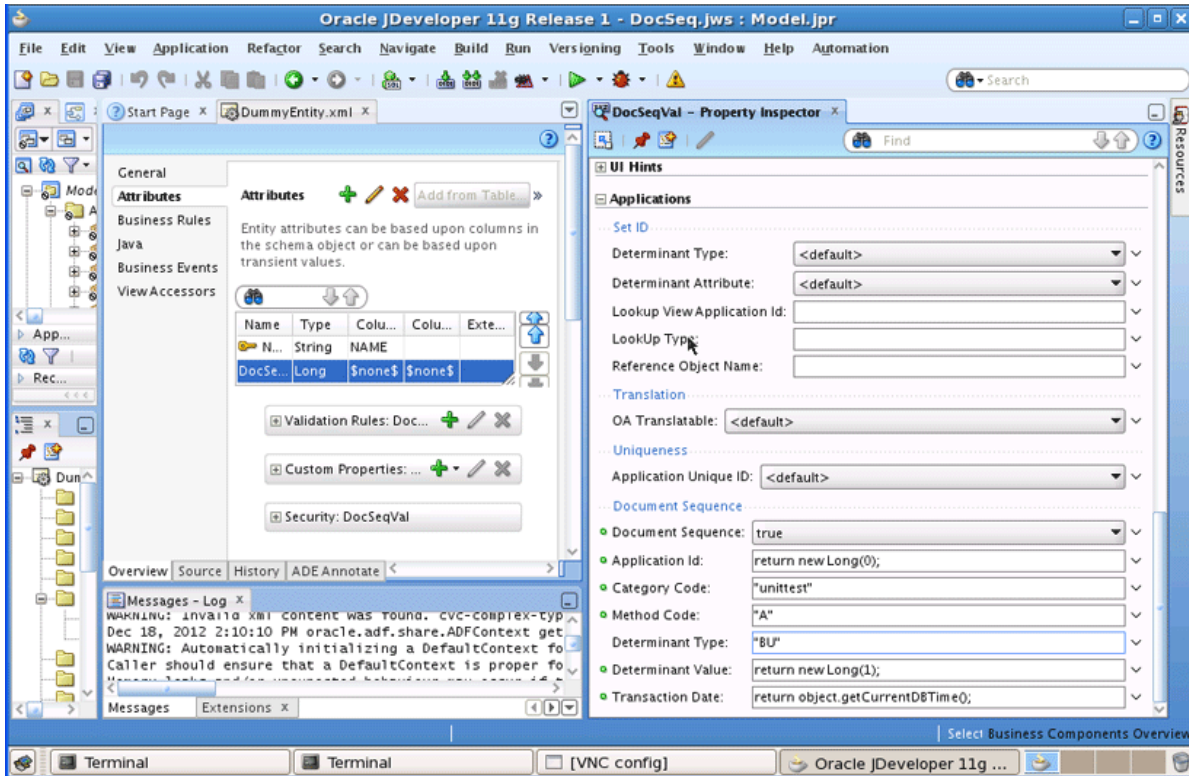 Oracle JDeveloper 11g Release 1 - DocSeq.jws : Model.jpr
File Edit View Application Refactor Search Navigate Build Run Versioning Tools Window Help Automation
Search
Start Page
DummyEntity.xml
General
Attributes
Business Rules
Java
Business Events
View Accessors
Attributes
Add from Table... »
Entity attributes can be based upon columns in
the schema object or can be based upon
transient values.
Name Type Colu... Colu... Exte...
N... String NAME
DocSe... Long $none$ $none$
Validation Rules: Doc...
Custom Properties: ...
Security: DocSeqVal
Overview Source History ADE Annotate
Mode
A
App...
Rec...
Dun
Messages - Log
WARNING: Invalid xml content was found. cvc-complex-typ
Dec 18, 2012 2:10:10 PM oracle.adf.share.ADFContext get
WARNING: Automatically initializing a DefaultContext fo
Caller should ensure that a DefaultContext is proper fo
Messages Extensions
DocSeqVal - Property Inspector
Find
Resources
UI Hints
Applications
Set ID
Determinant Type: <default>
Determinant Attribute: <default>
Lookup View Application Id:
LookUp Type:
Reference Object Name:
Translation
OA Translatable: <default>
Uniqueness
Application Unique ID: <default>
Document Sequence
Document Sequence: true
Application Id: return new Long(0);
Category Code: "unittest"
Method Code: "A"
Determinant Type: "BU"
Determinant Value: return new Long(1);
Transaction Date: return object.getCurrentDBTime();
Select Business Components Overview
Terminal
Terminal
[VNC config]
Oracle JDeveloper 11g ...